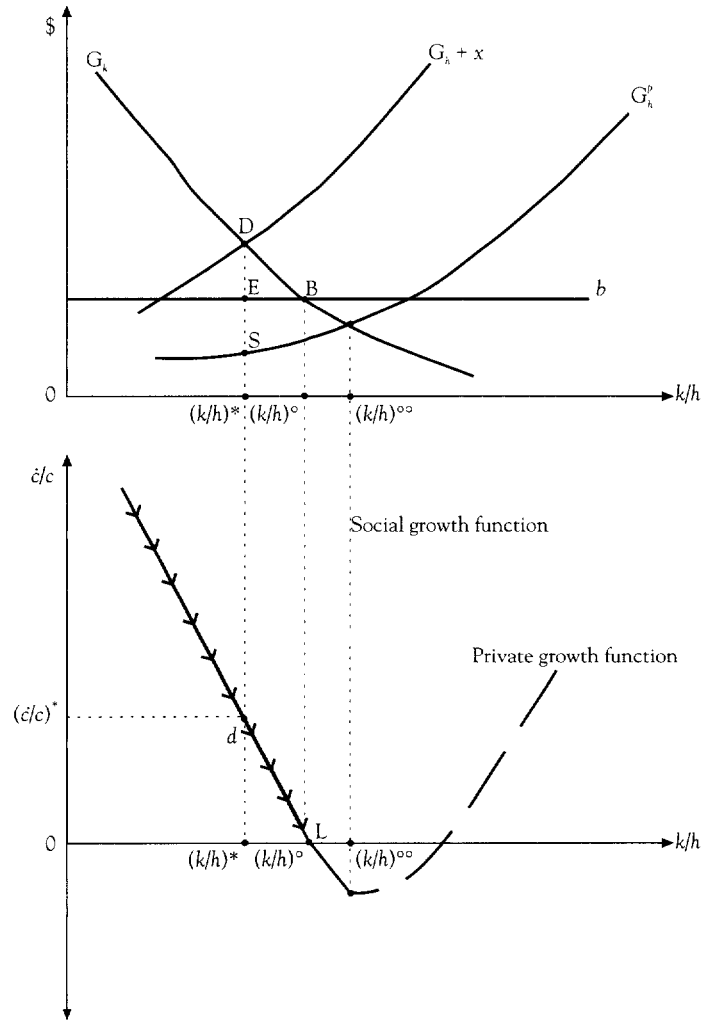 $
G_k
G_h + x
G_h^p
D
E
B
b
S
0
k/h
(k/h)* (k/h)° (k/h)°°
ċ/c
Social growth function
Private growth function
(ċ/c)*
d
L
0
k/h
(k/h)* (k/h)° (k/h)°°